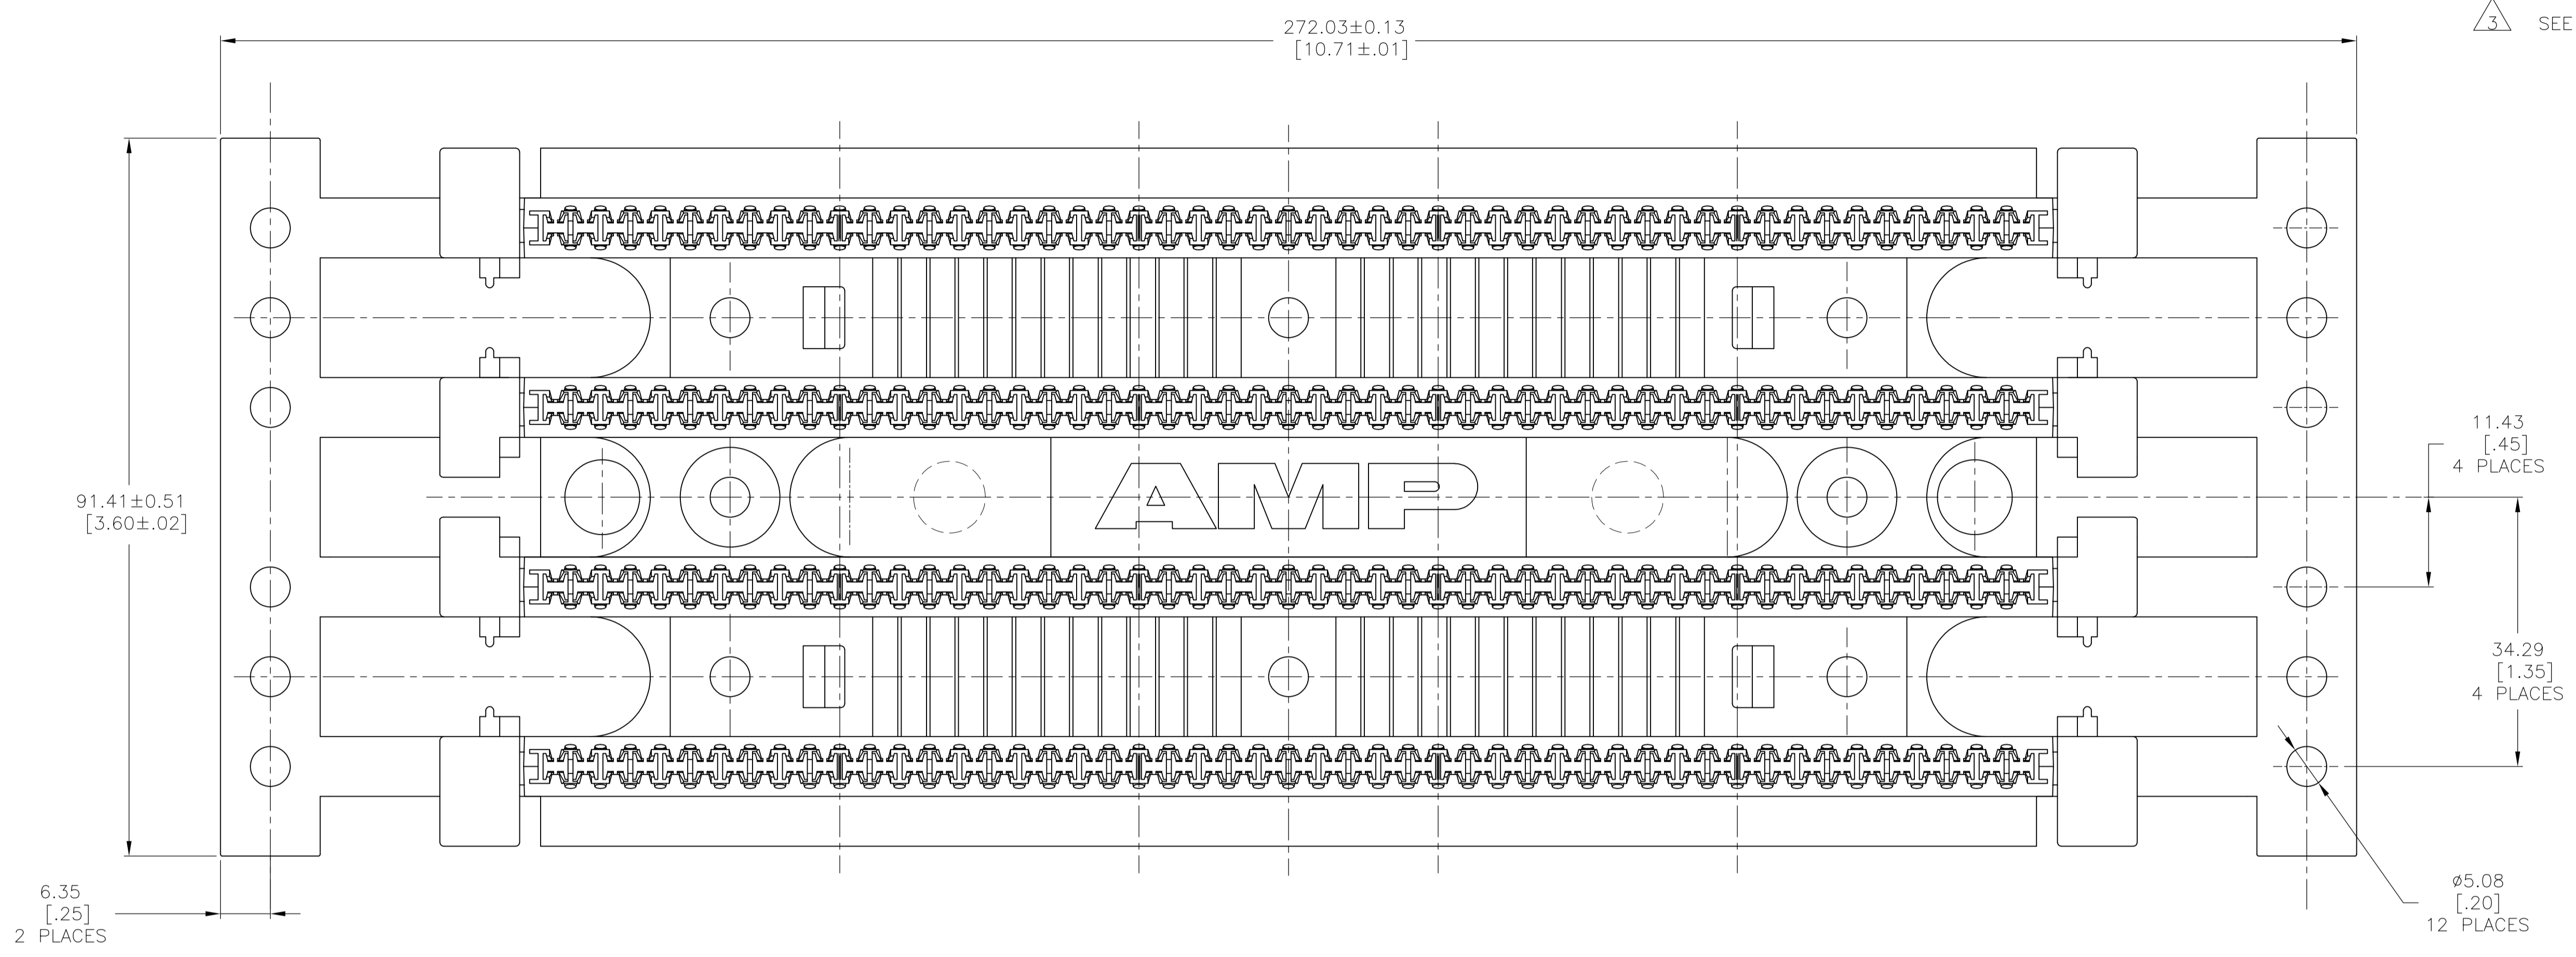 272.03±0.13
[10.71±.01]
3 SEE
11.43
[.45]
4 PLACES
AMP
91.41±0.51
[3.60±.02]
34.29
[1.35]
4 PLACES
6.35
[.25]
2 PLACES
⌀5.08
[.20]
12 PLACES